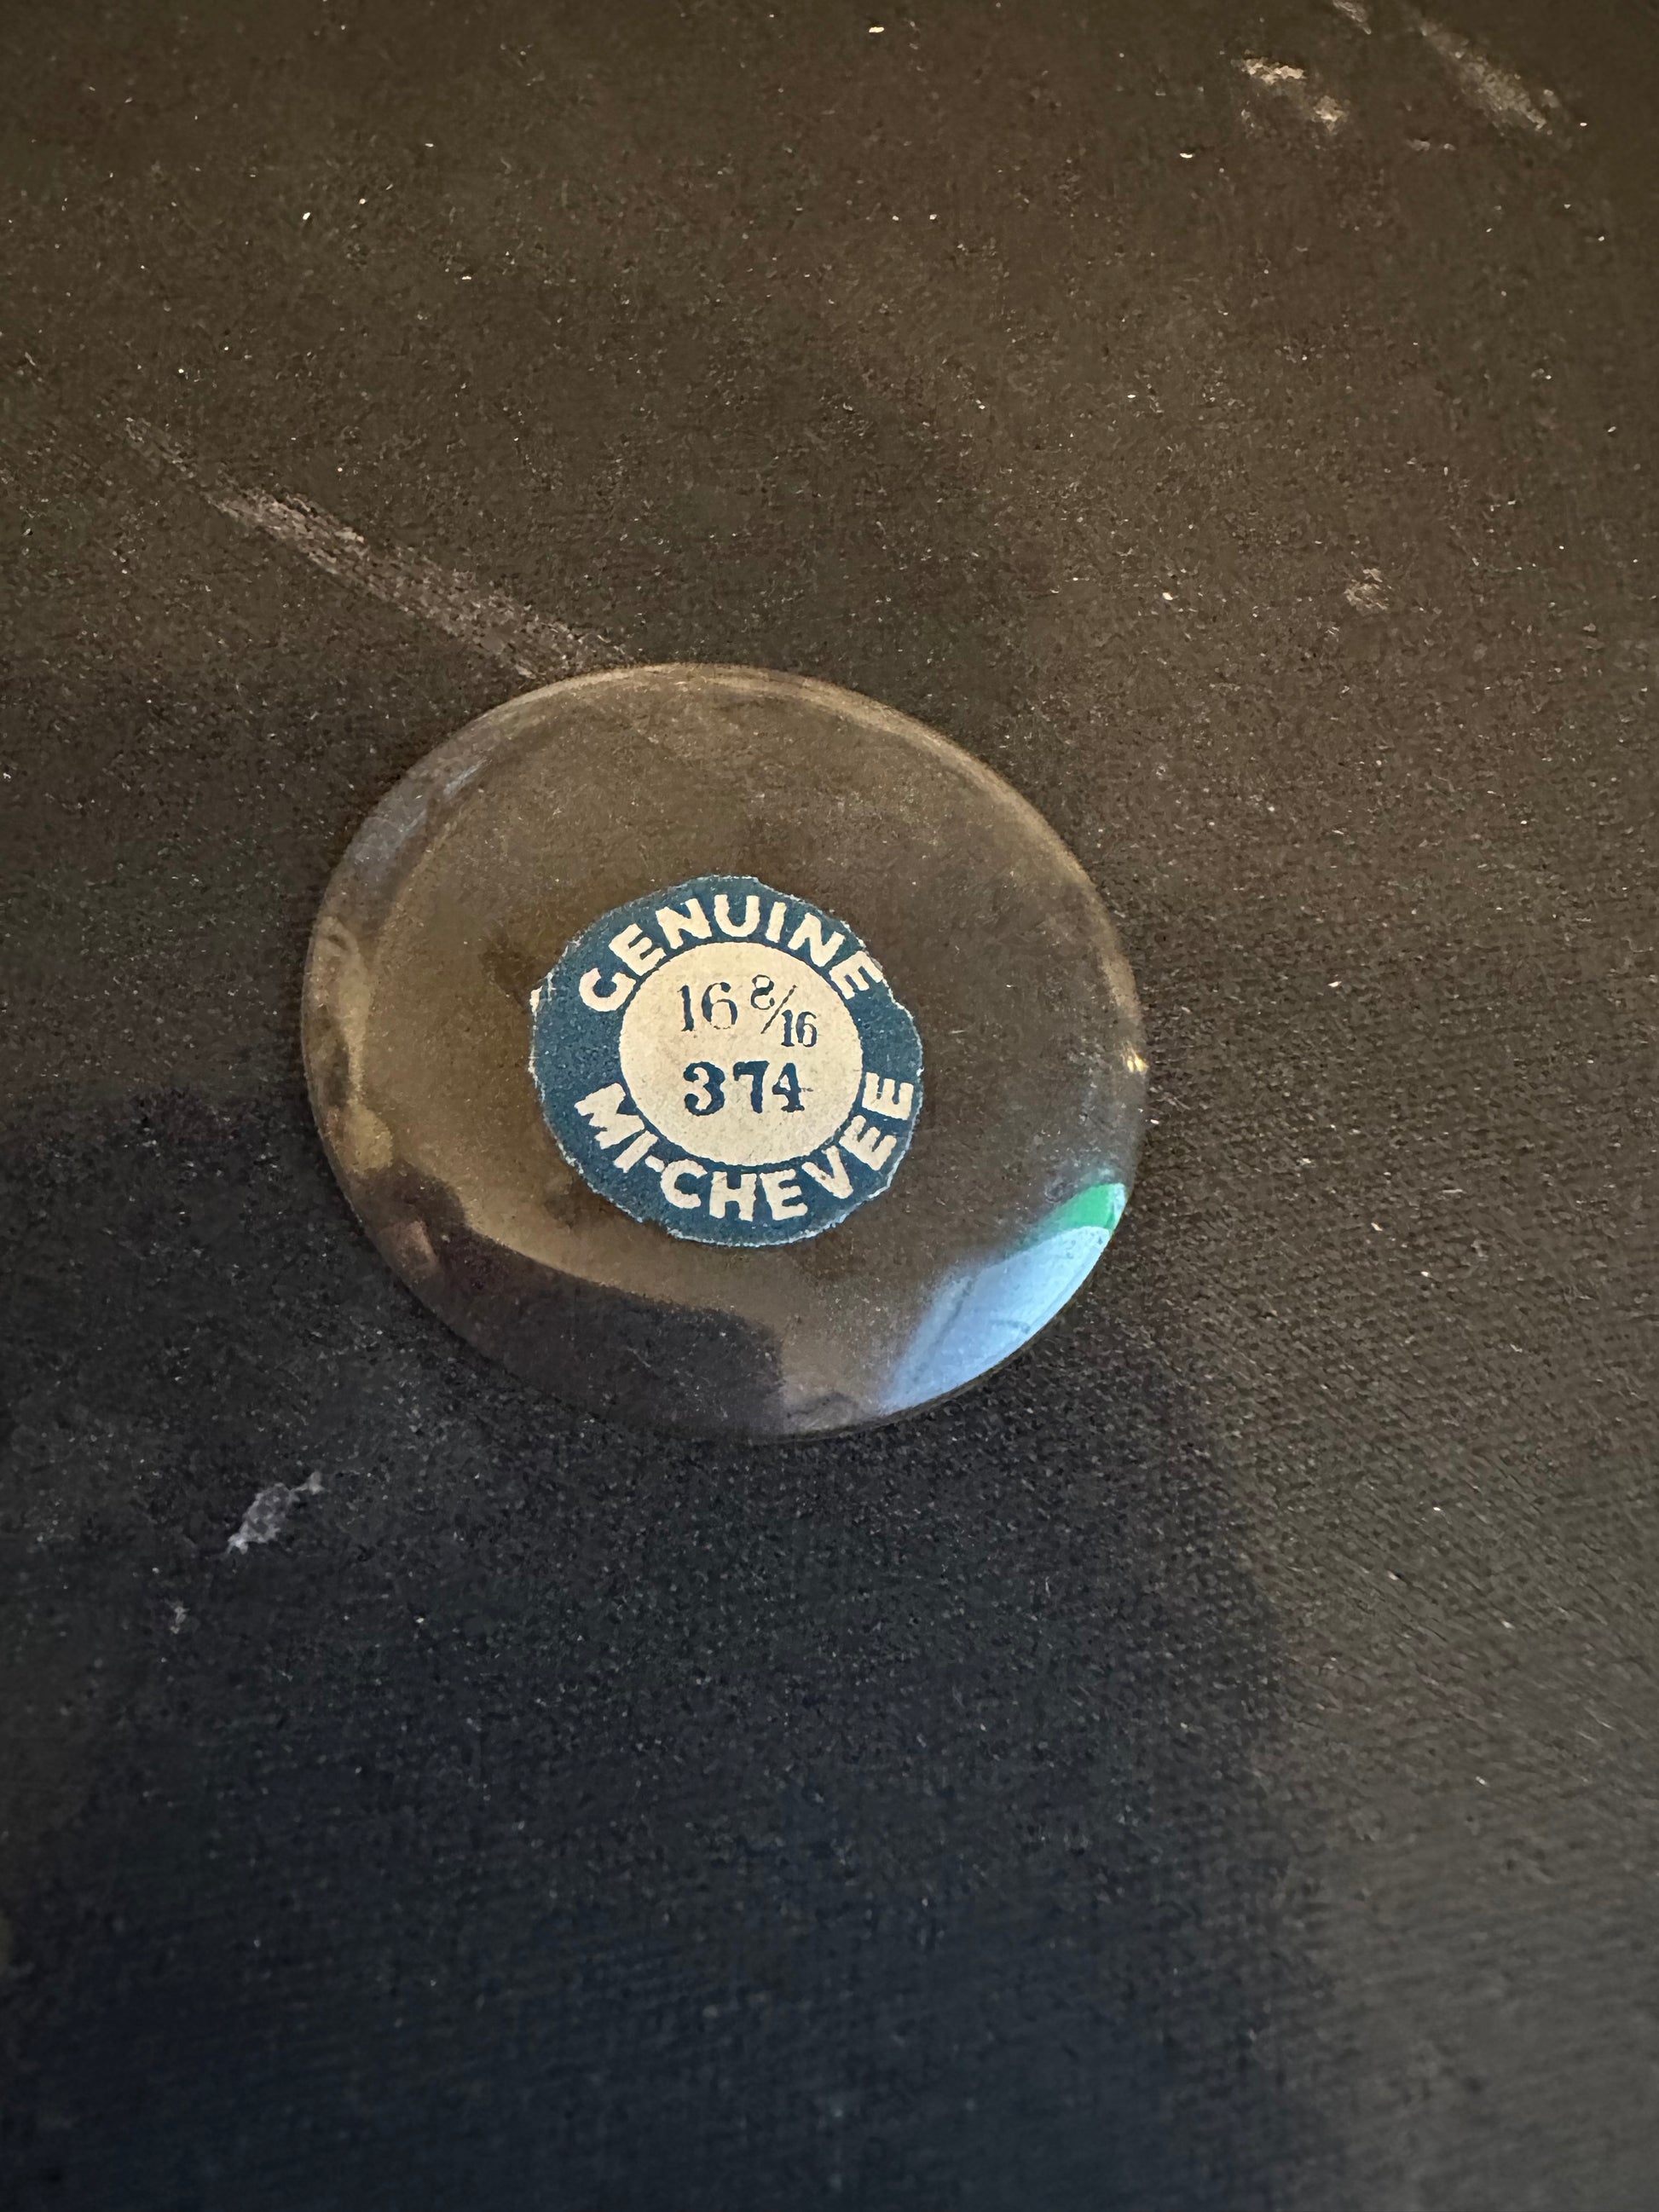 GENUINE
16 8/16
374
MI-CHEVEE